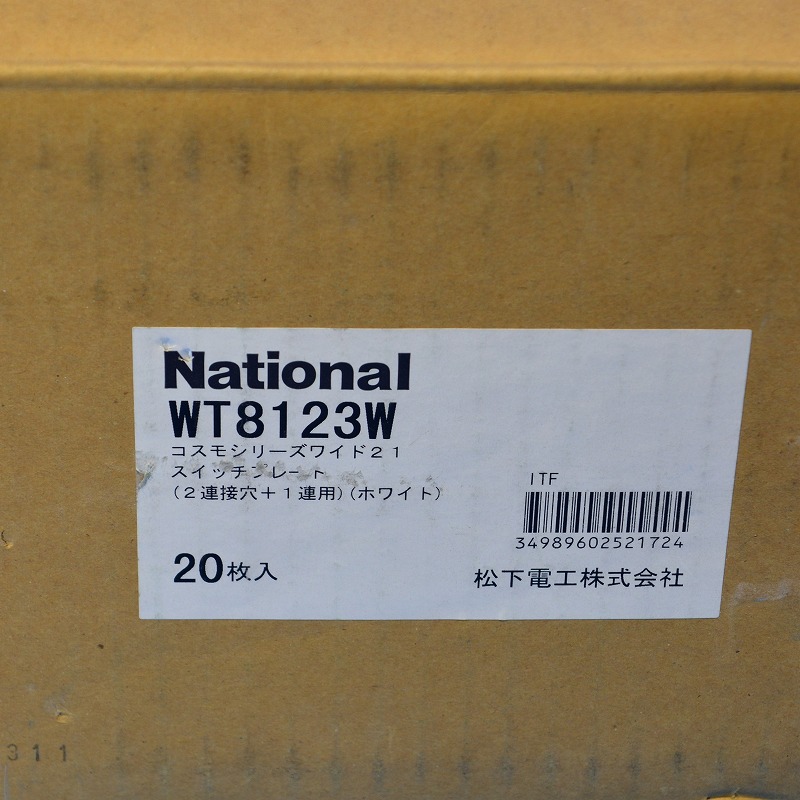 National
WT8123W
コスモシリーズワイド21
スイッチプレート
(2連接穴+1連用)(ホワイト)
ITF
34989602521724
20枚入
松下電工株式会社
311